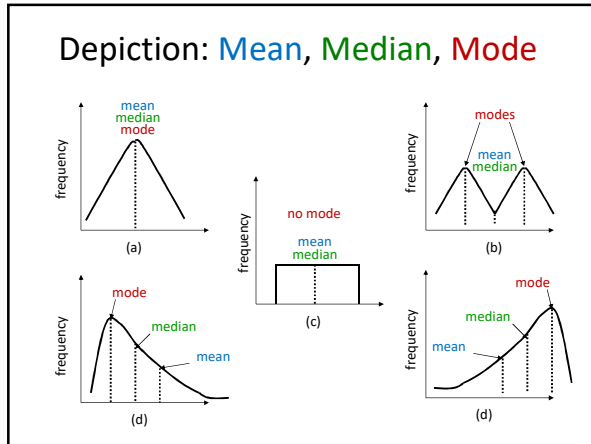 Depiction: Mean, Median, Mode
mean
median
mode
frequency
(a)
modes
mean
median
frequency
(b)
no mode
mean
median
frequency
(c)
mode
median
mean
frequency
(d)
mode
median
mean
frequency
(d)